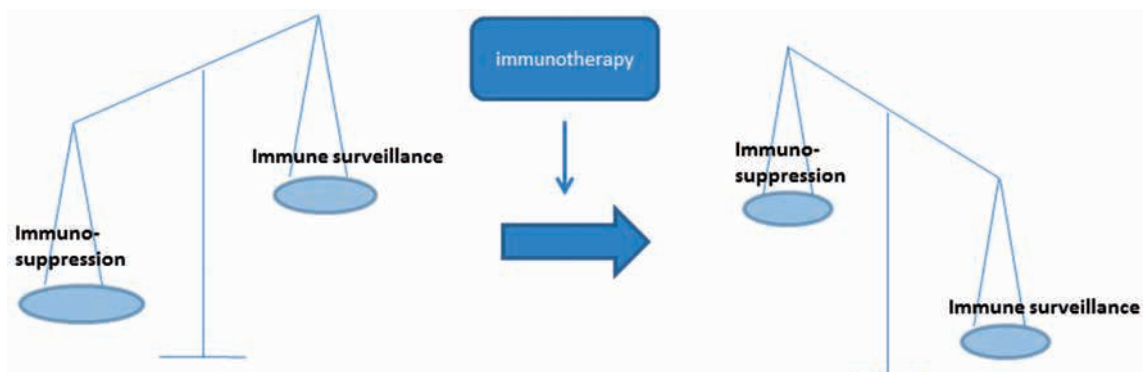 immunotherapy
Immune surveillance
Immuno-
suppression
Immuno-
suppression
Immune surveillance